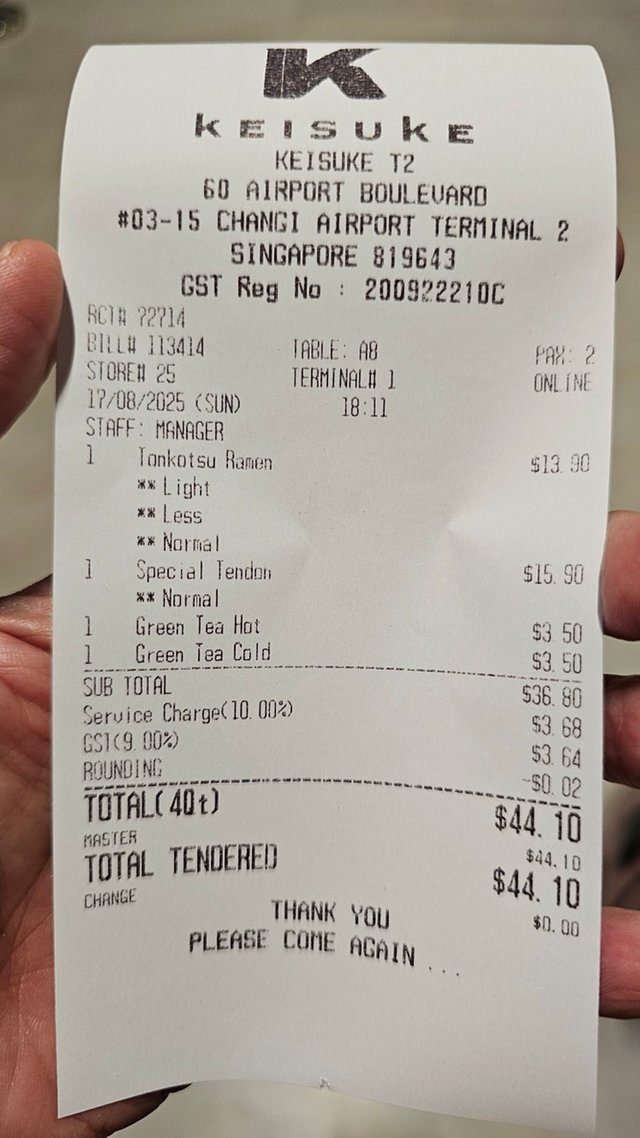 K
KEISUKE
KEISUKE T2
60 AIRPORT BOULEVARD
#03-15 CHANGI AIRPORT TERMINAL 2
SINGAPORE 819643
GST Reg No : 200922210C
RCT# 72714
BILL# 113414 TABLE: A8 PAX: 2
STORE# 25 TERMINAL# 1 ONLINE
17/08/2025 (SUN) 18:11
STAFF: MANAGER
1 Tonkotsu Ramen $13.90
** Light
** Less
** Normal
1 Special Tendon $15.90
** Normal
1 Green Tea Hot $3.50
1 Green Tea Cold $3.50
SUB TOTAL $36.80
Service Charge(10.00%) $3.68
GST(9.00%) $3.64
ROUNDING -$0.02
TOTAL(4Qt) $44.10
MASTER $44.10
TOTAL TENDERED $44.10
CHANGE $0.00
THANK YOU
PLEASE COME AGAIN ...